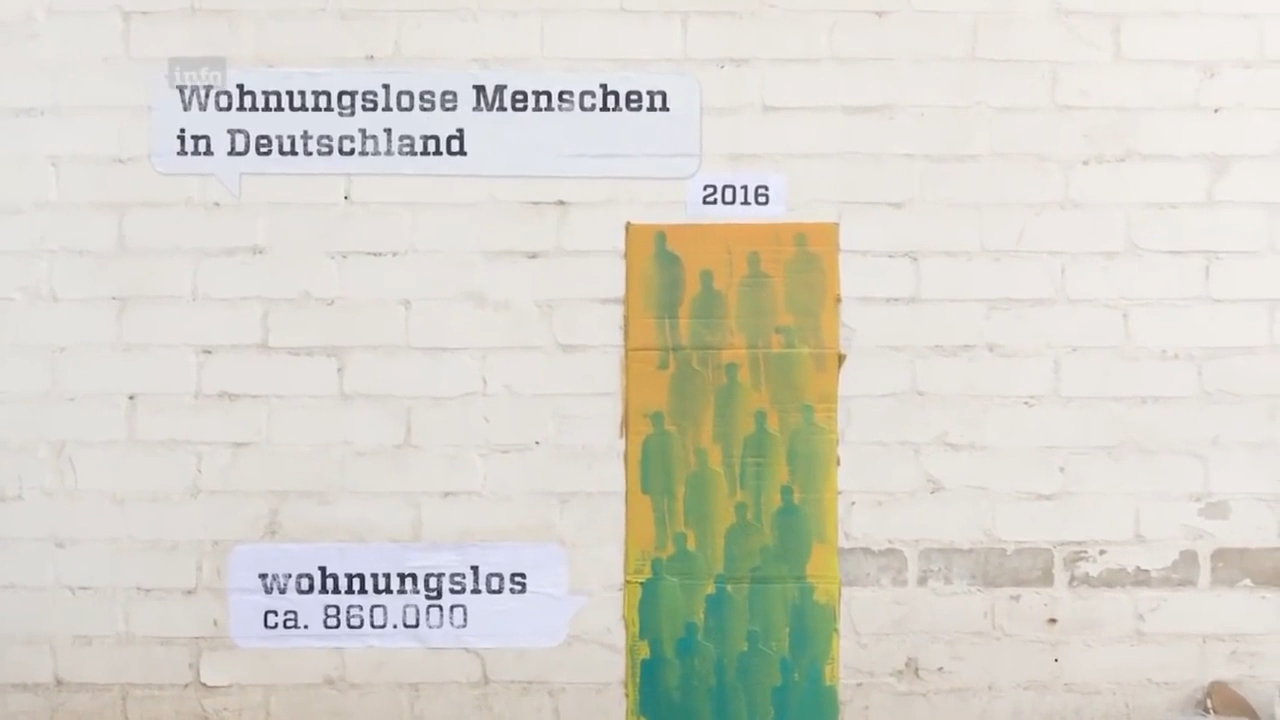 info
Wohnungslose Menschen
in Deutschland
2016
wohnungslos
ca. 860.000